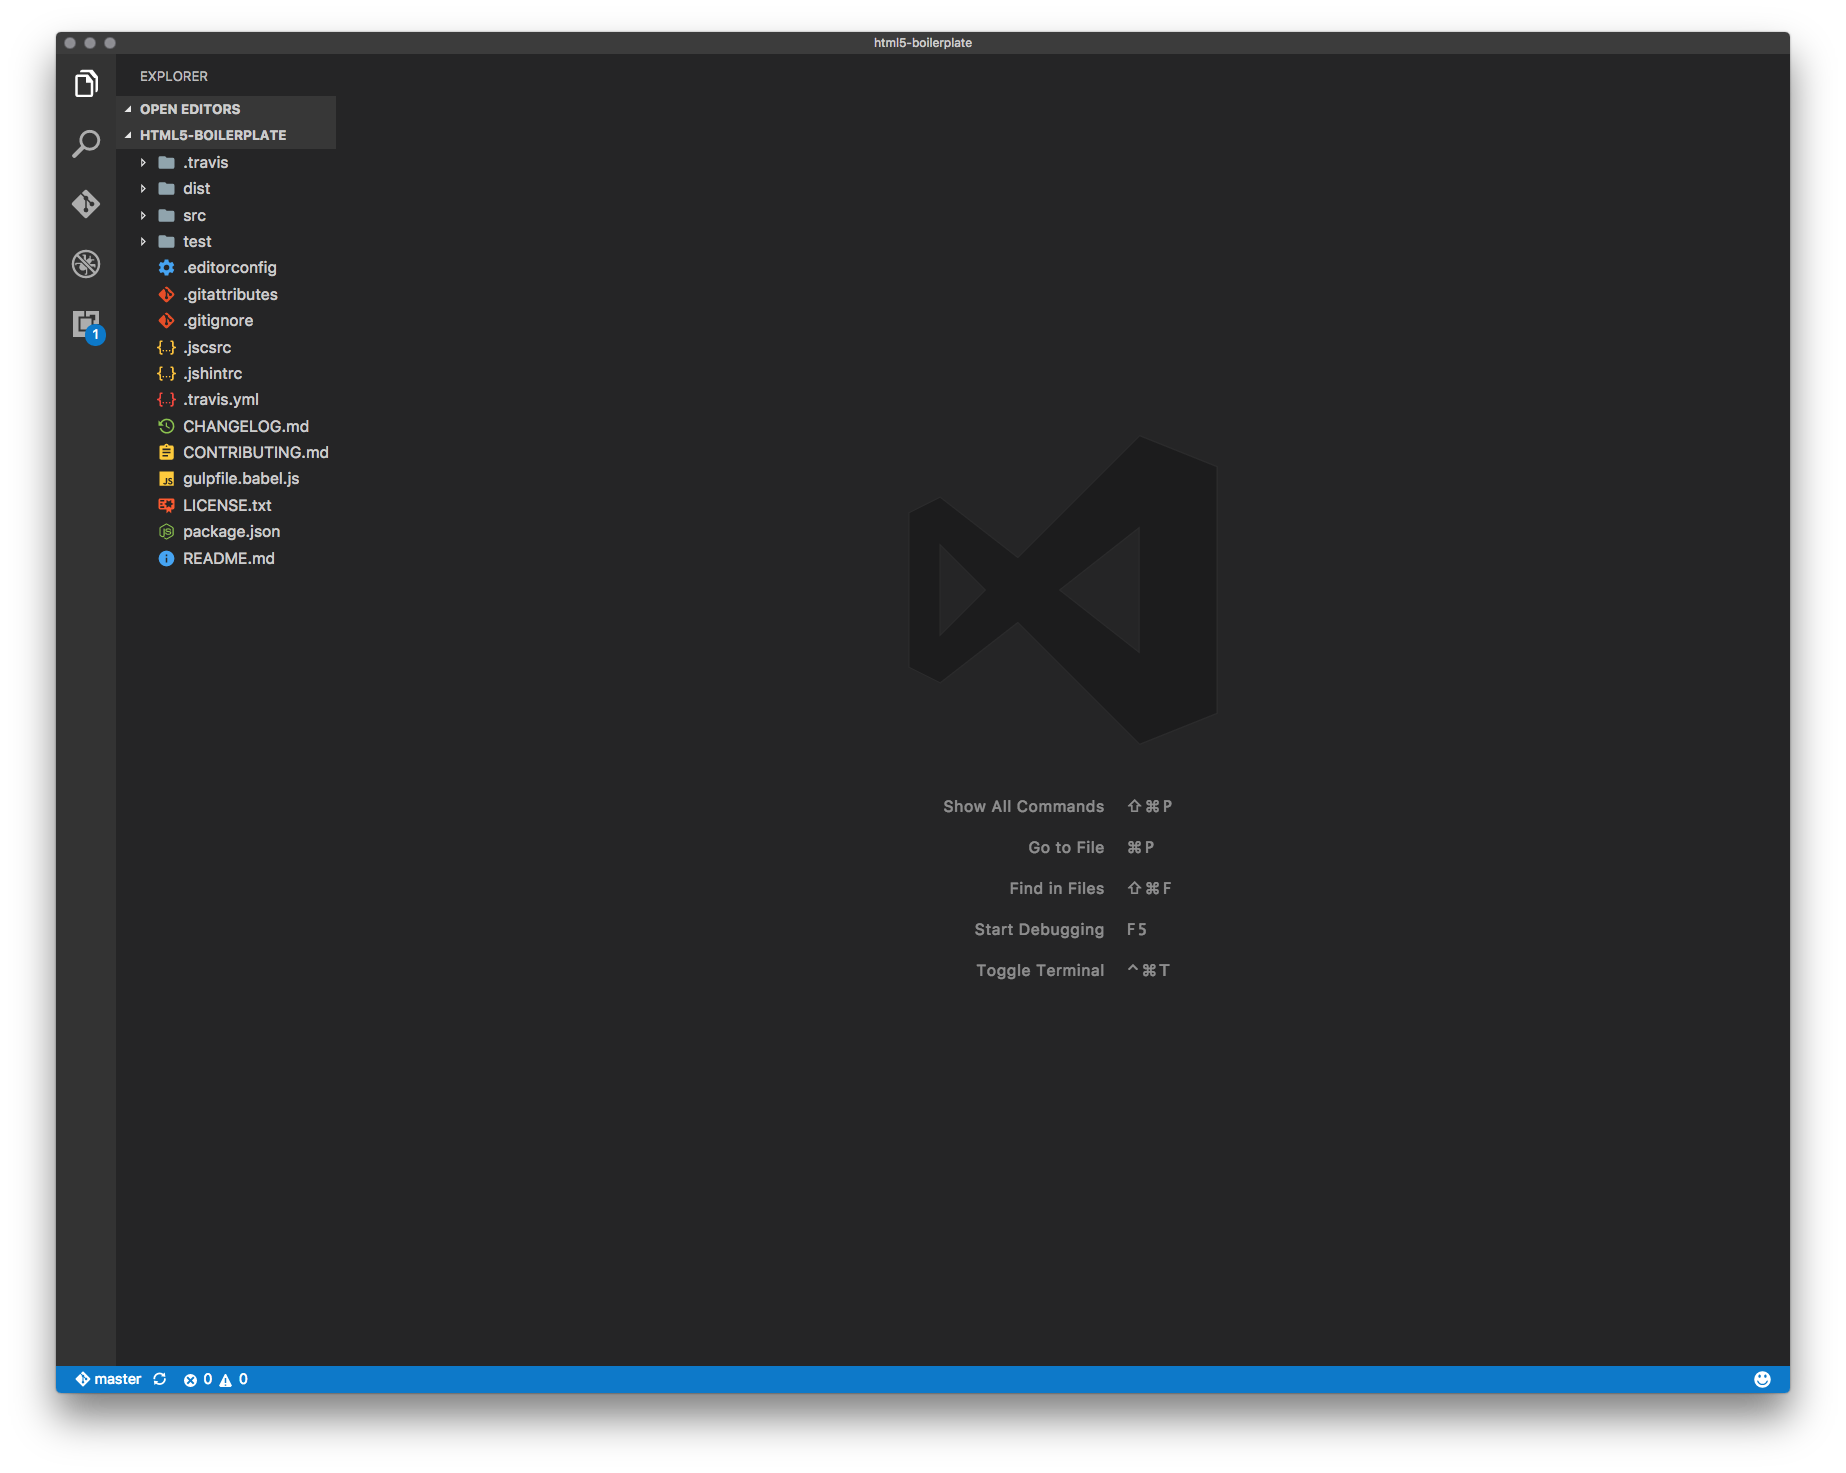 html5-boilerplate
EXPLORER
OPEN EDITORS
HTML5-BOILERPLATE
.travis
dist
src
test
.editorconfig
.gitattributes
.gitignore
{..} .jscsrc
{..} .jshintrc
{..} .travis.yml
CHANGELOG.md
CONTRIBUTING.md
JS gulpfile.babel.js
LICENSE.txt
JS package.json
i README.md
1
Show All Commands ⇧⌘P
Go to File ⌘P
Find in Files ⇧⌘F
Start Debugging F5
Toggle Terminal ^⌘T
master 0 0